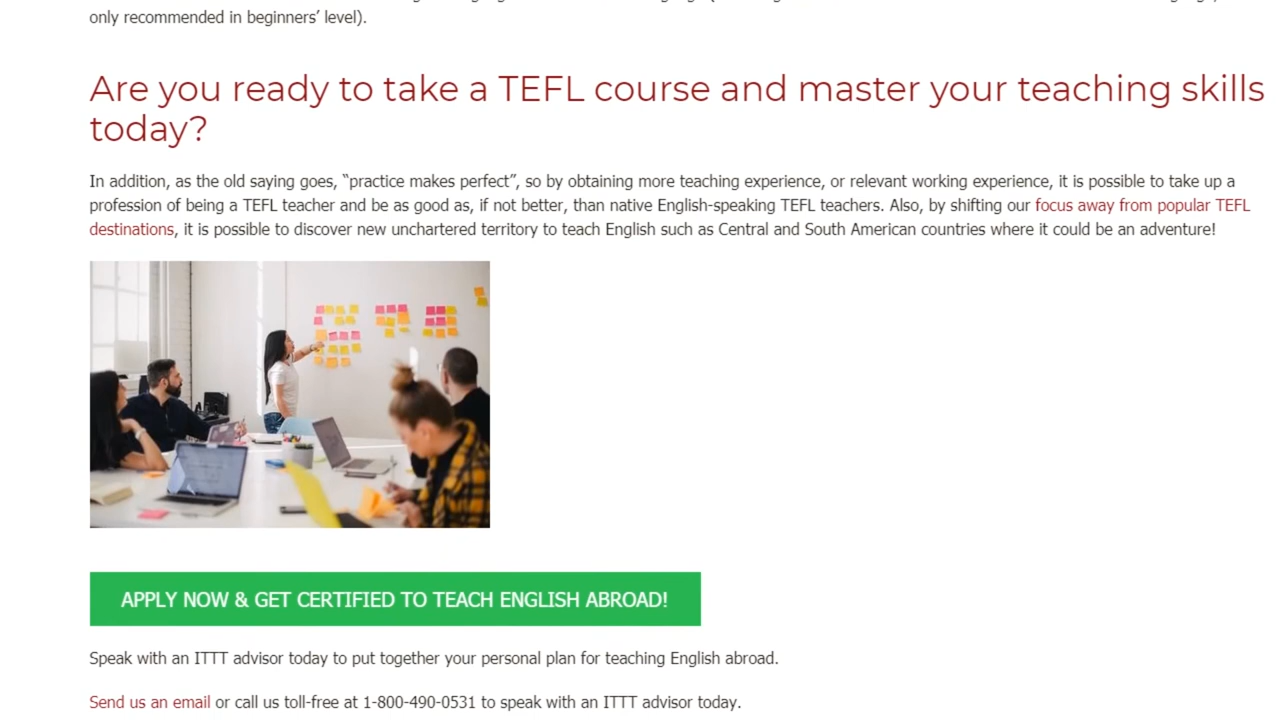 only recommended in beginners’ level).
Are you ready to take a TEFL course and master your teaching skills
today?
In addition, as the old saying goes, “practice makes perfect”, so by obtaining more teaching experience, or relevant working experience, it is possible to take up a
profession of being a TEFL teacher and be as good as, if not better, than native English-speaking TEFL teachers. Also, by shifting our focus away from popular TEFL
destinations, it is possible to discover new unchartered territory to teach English such as Central and South American countries where it could be an adventure!
APPLY NOW & GET CERTIFIED TO TEACH ENGLISH ABROAD!
Speak with an ITTT advisor today to put together your personal plan for teaching English abroad.
Send us an email or call us toll-free at 1-800-490-0531 to speak with an ITTT advisor today.